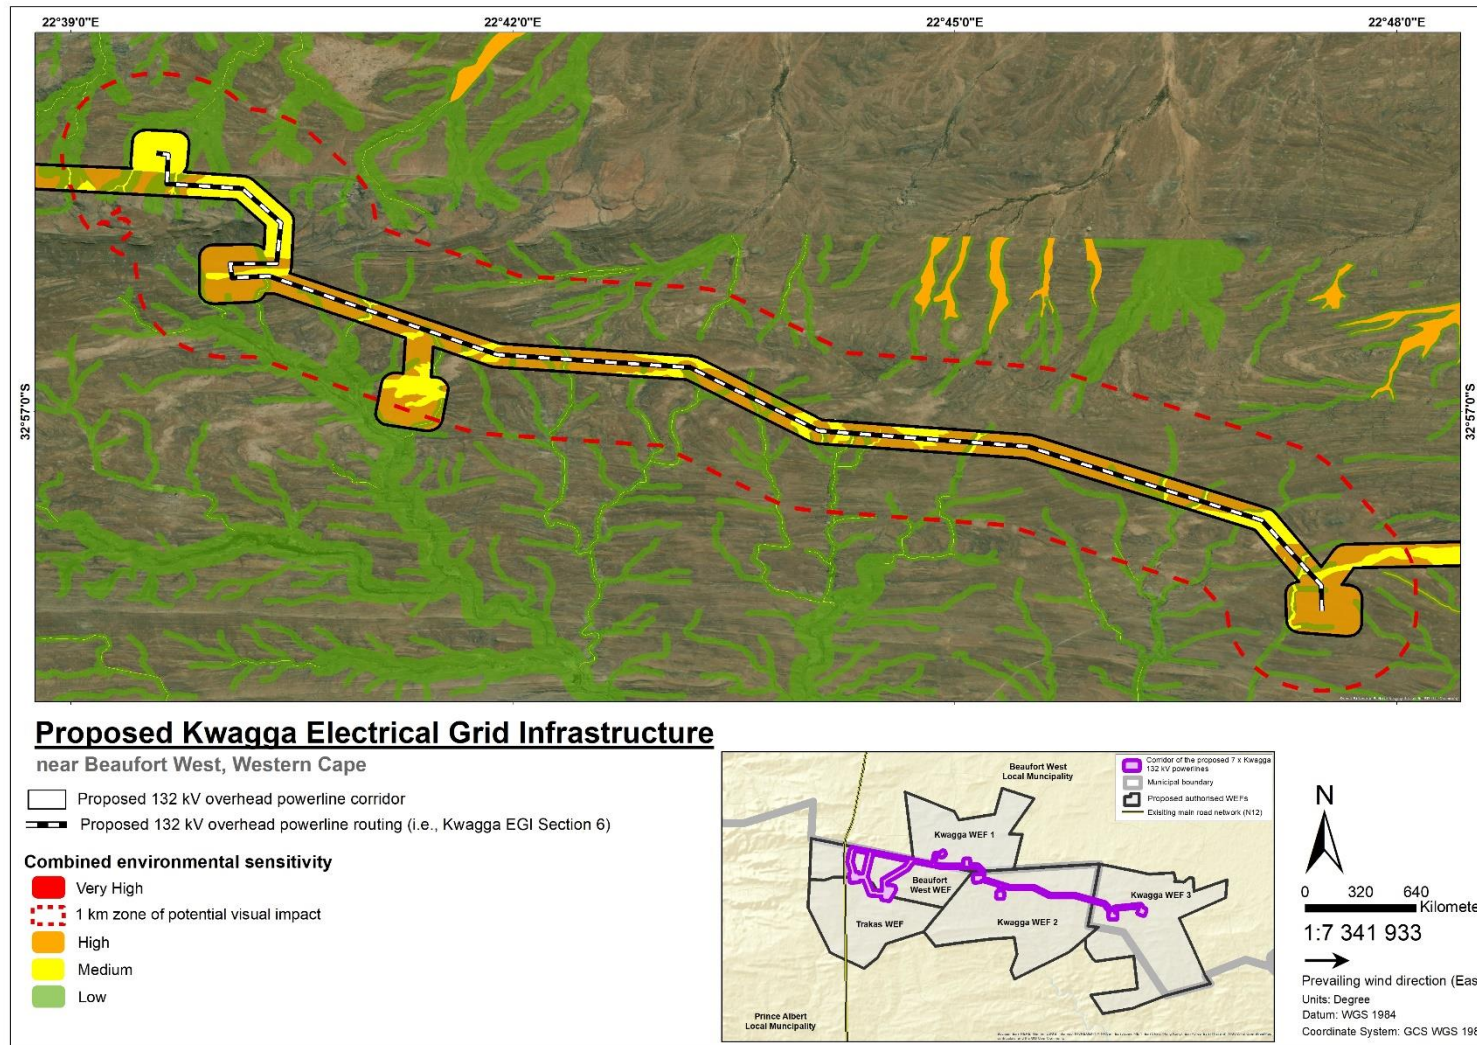 22°39'0"E
22°42'0"E
22°45'0"E
22°48'0"E
32°57'0"S
32°57'0"S
Proposed Kwagga Electrical Grid Infrastructure
near Beaufort West, Western Cape
Proposed 132 kV overhead powerline corridor
Proposed 132 kV overhead powerline routing (i.e., Kwagga EGI Section 6)
Combined environmental sensitivity
Very High
1 km zone of potential visual impact
High
Medium
Low
Corridor of the proposed 7 x Kwagga
132 kV powerlines
Municipal boundary
Proposed authorised WEFs
Exisiting main road network (N12)
Beaufort West
Local Muncipality
Kwagga WEF 1
Beaufort
West WEF
Kwagga WEF 3
Trakas WEF
Kwagga WEF 2
Prince Albert
Local Municipality
N
0 320 640
Kilomete
1:7 341 933
Prevailing wind direction (Eas
Units: Degree
Datum: WGS 1984
Coordinate System: GCS WGS 198